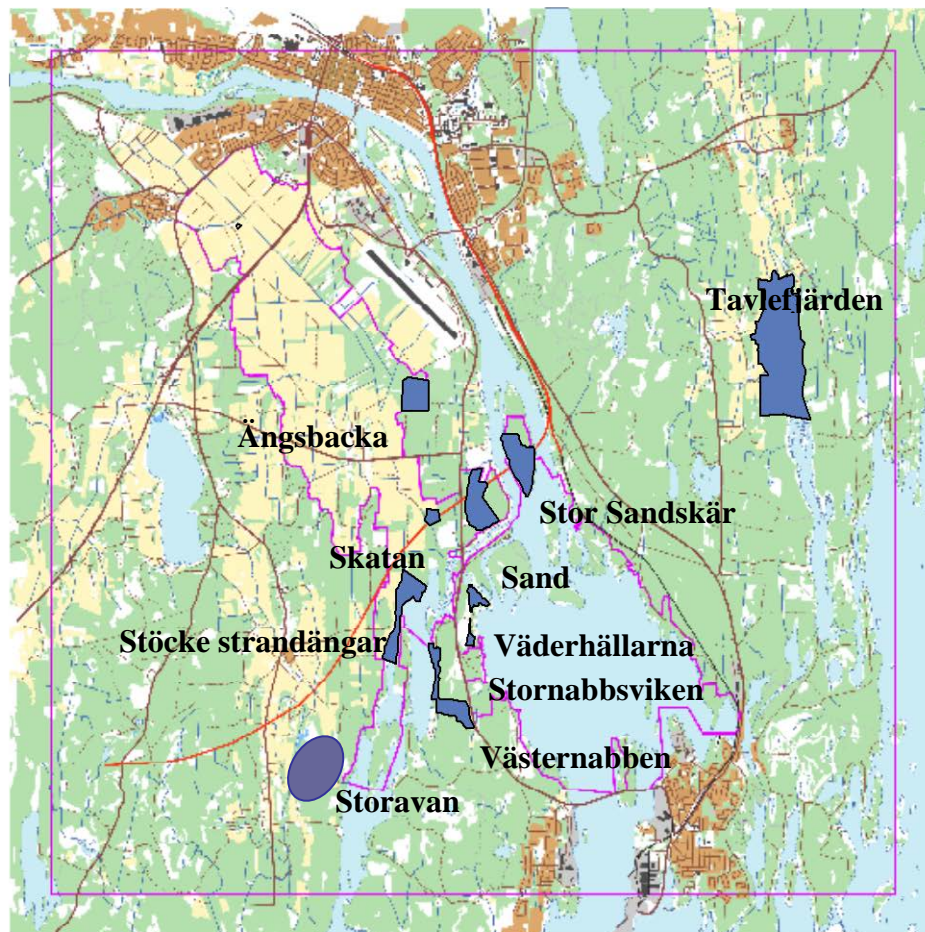 Tavlefjärden
Ängsbacka
Stor Sandskär
Skatan
Sand
Stöcke strandängar
Väderhällarna
Stornabbsviken
Västernabben
Storavan